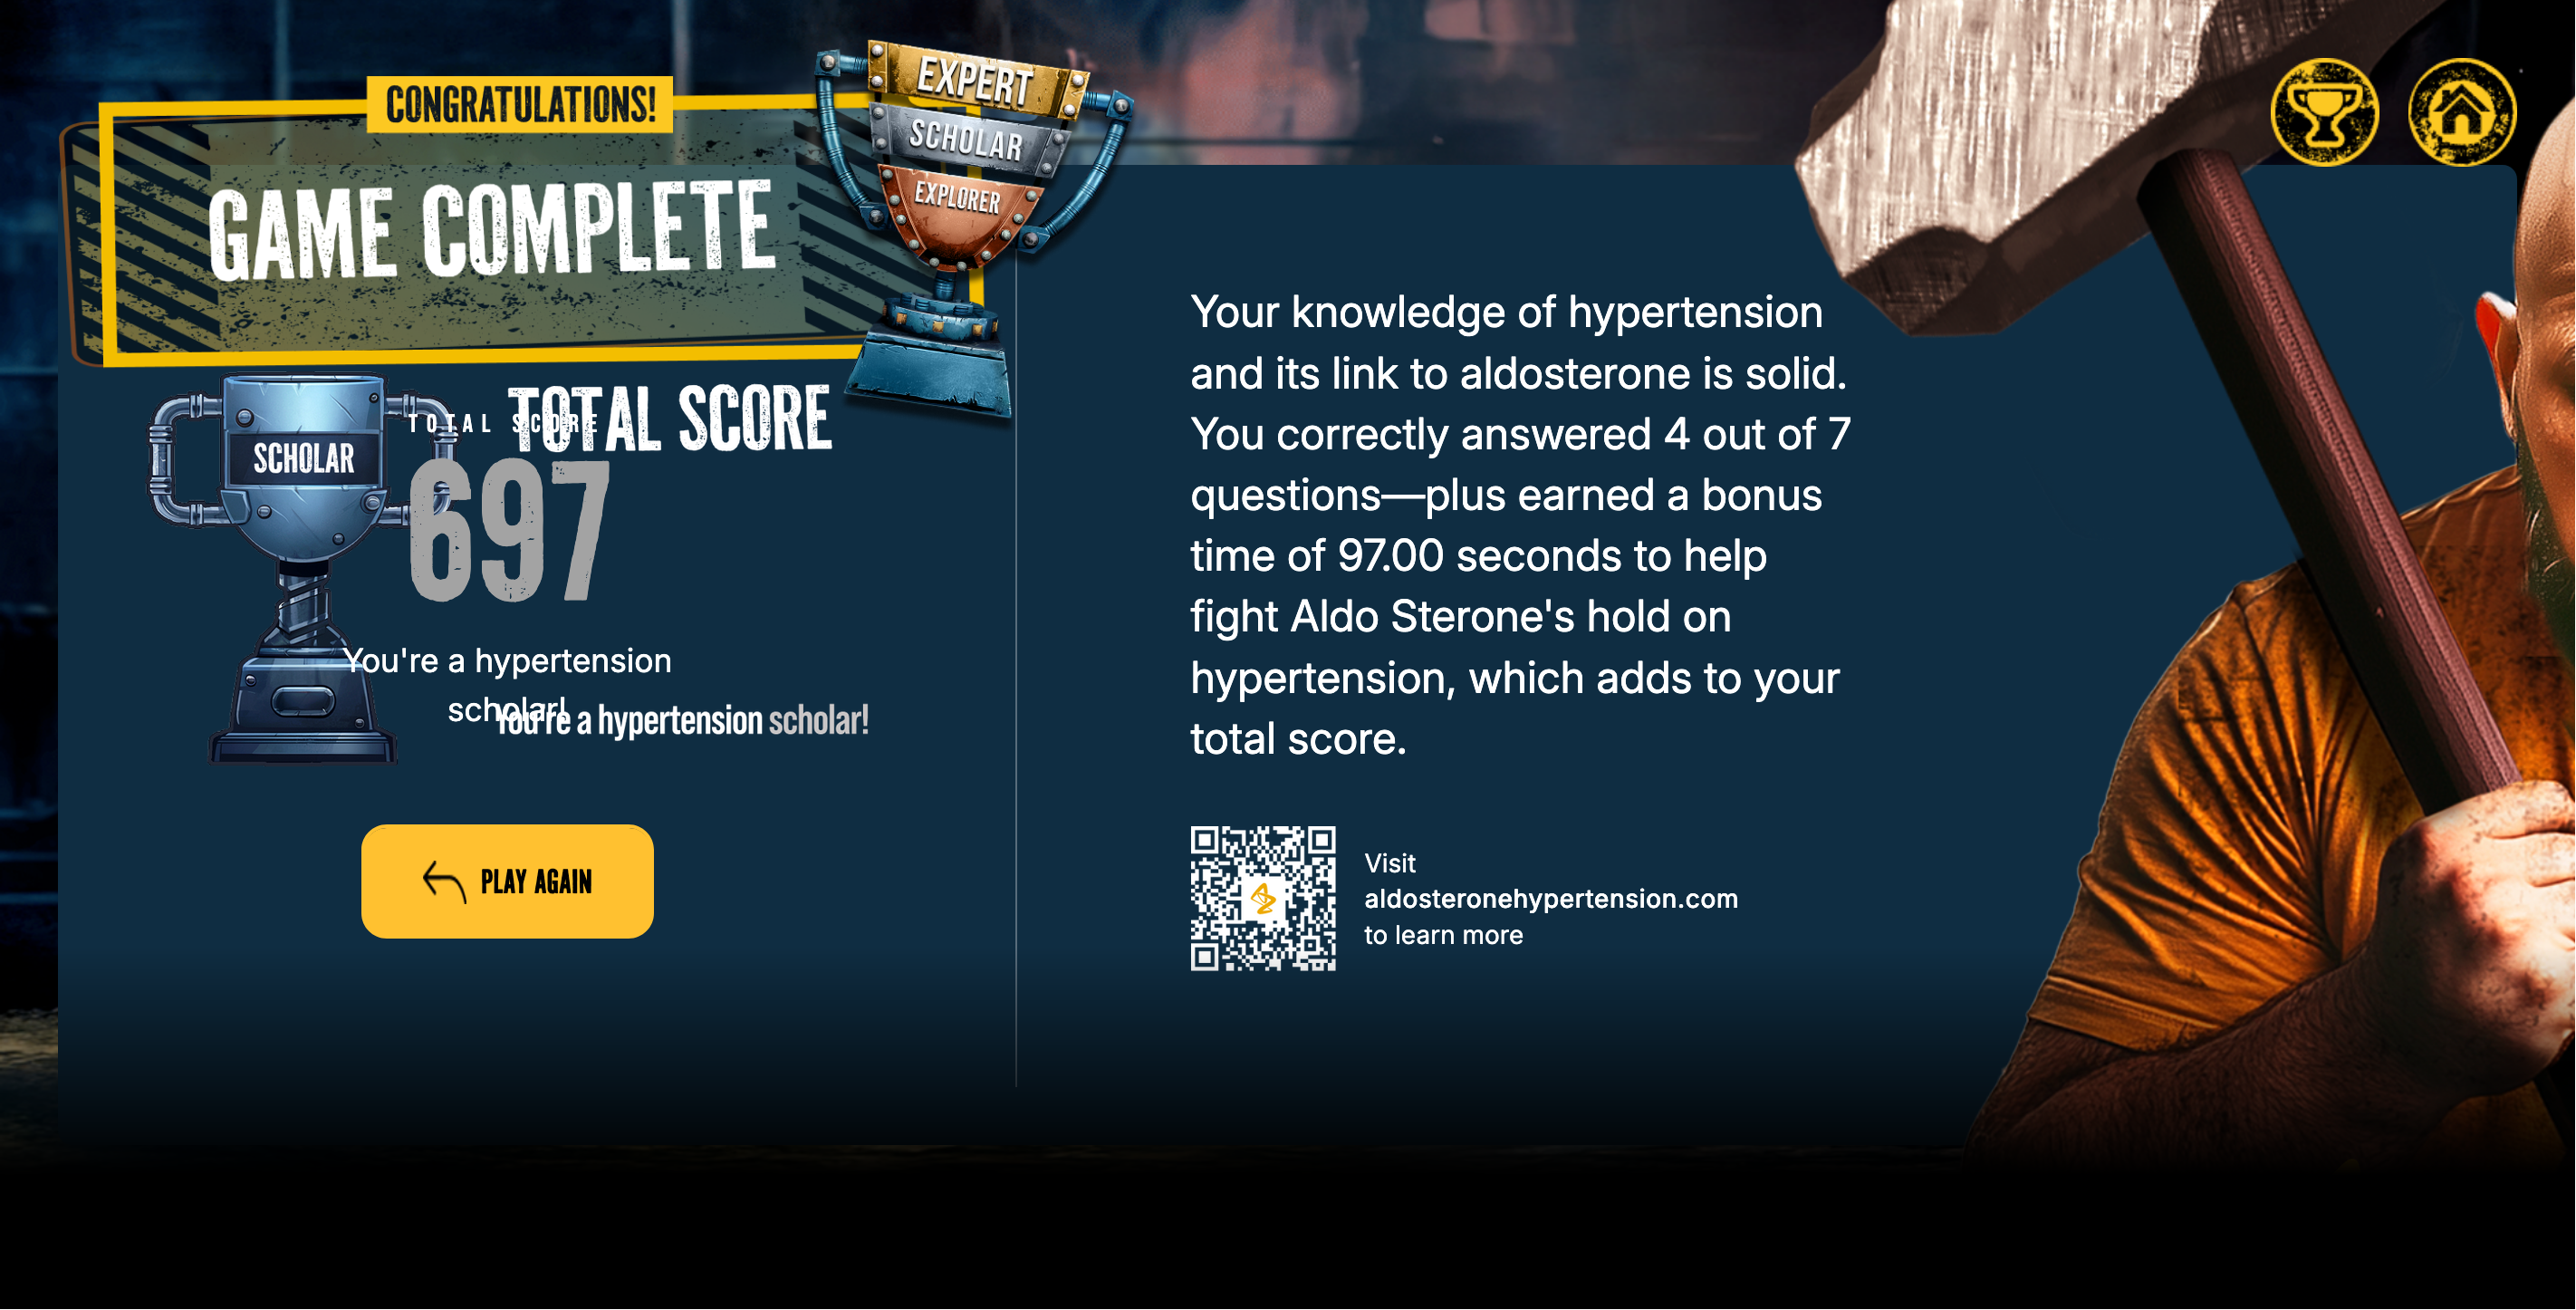 CONGRATULATIONS!
GAME COMPLETE
EXPERT
SCHOLAR
EXPLORER
SCHOLAR
TOTAL SCORE
TOTAL SCORE
697
You're a hypertension
scholar!
You're a hypertension scholar!
PLAY AGAIN
Your knowledge of hypertension
and its link to aldosterone is solid.
You correctly answered 4 out of 7
questions—plus earned a bonus
time of 97.00 seconds to help
fight Aldo Sterone's hold on
hypertension, which adds to your
total score.
Visit
aldosteronehypertension.com
to learn more